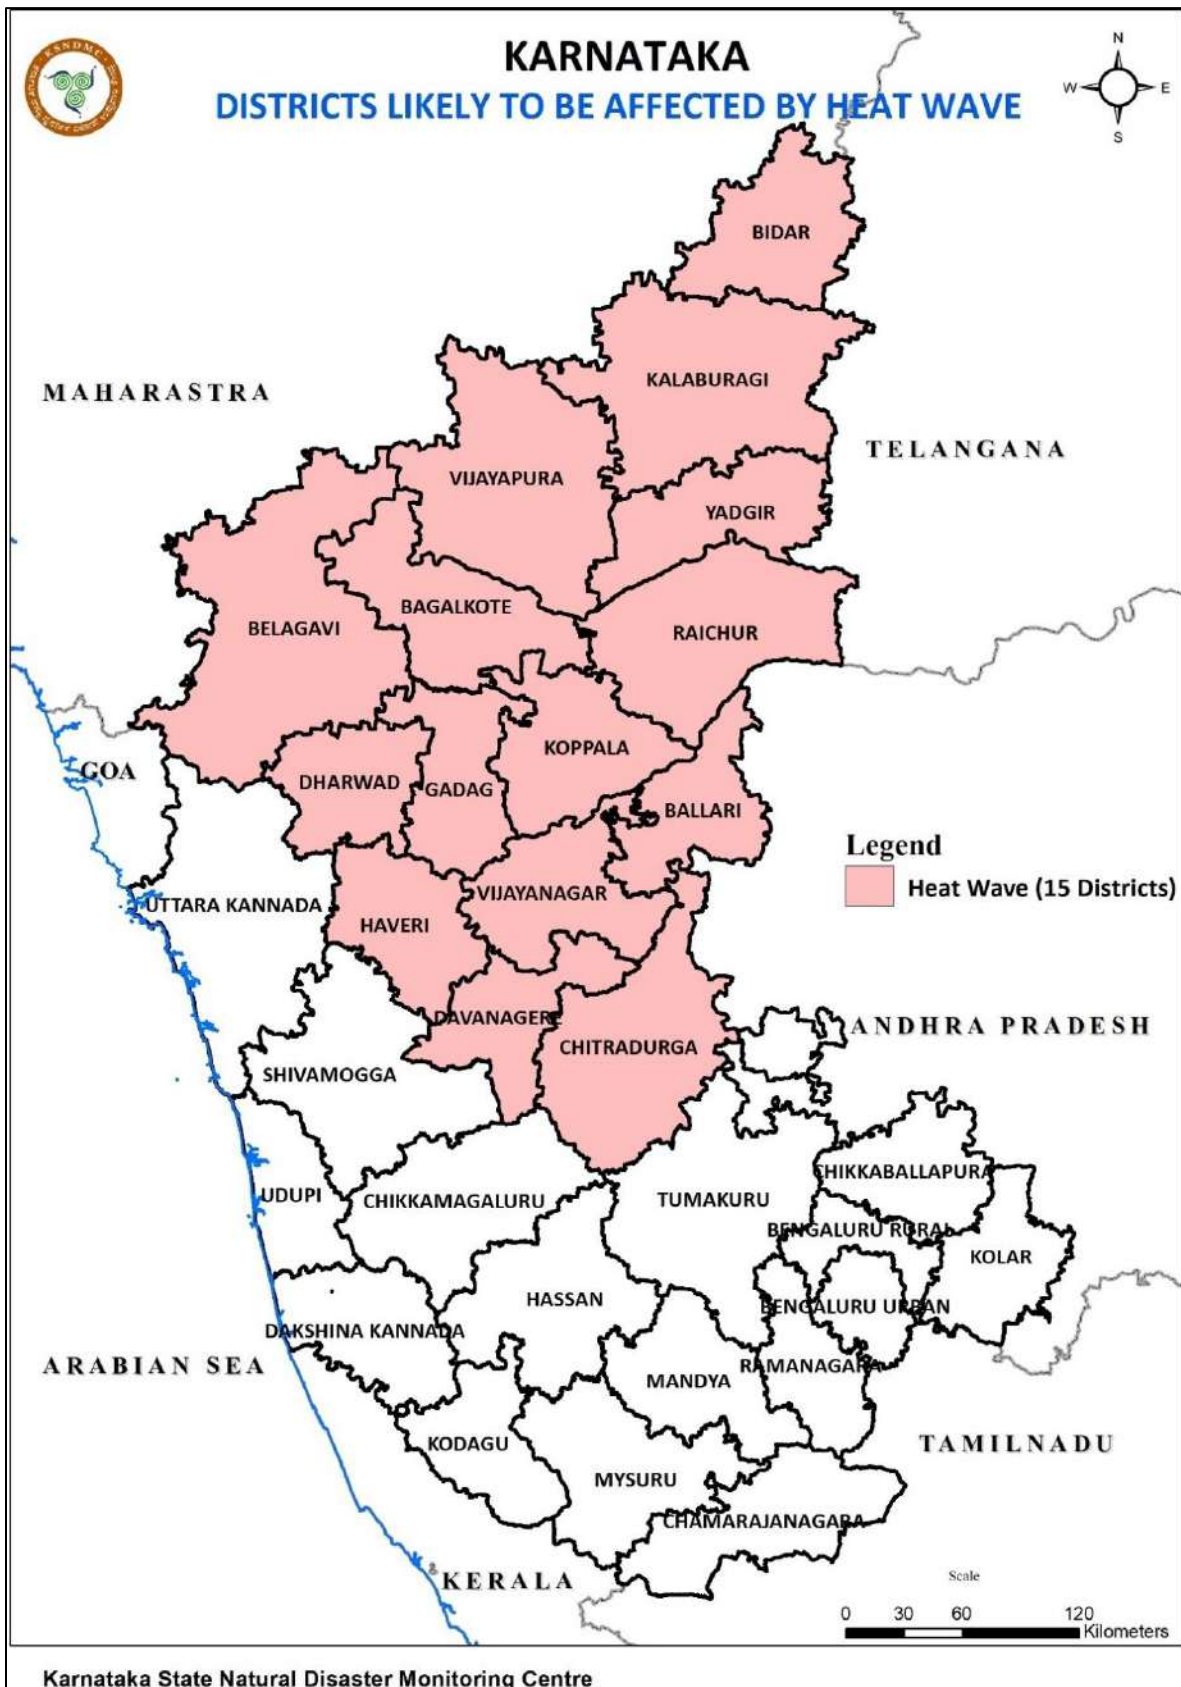 KSNDMC
KARNATAKA
DISTRICTS LIKELY TO BE AFFECTED BY HEAT WAVE
N
W E
S
BIDAR
KALABURAGI
MAHARASTRA
TELANGANA
VIJAYAPURA
YADGIR
BAGALKOTE
BELAGAVI
RAICHUR
KOPPALA
GOA
DHARWAD
GADAG
BALLARI
Legend
Heat Wave (15 Districts)
VIJAYANAGAR
UTTARA KANNADA
HAVERI
DAVANAGERE
ANDHRA PRADESH
CHITRADURGA
SHIVAMOGGA
CHIKKABALLAPURA
UDUPI
CHIKKAMAGALURU
TUMAKURU
BENGALURU RURAL
KOLAR
HASSAN
BENGALURU URBAN
DAKSHINA KANNADA
ARABIAN SEA
RAMANAGARA
MANDYA
KODAGU
TAMILNADU
MYSURU
CHAMARAJANAGARA
KERALA
Scale
0 30 60 120
Kilometers
Karnataka State Natural Disaster Monitoring Centre